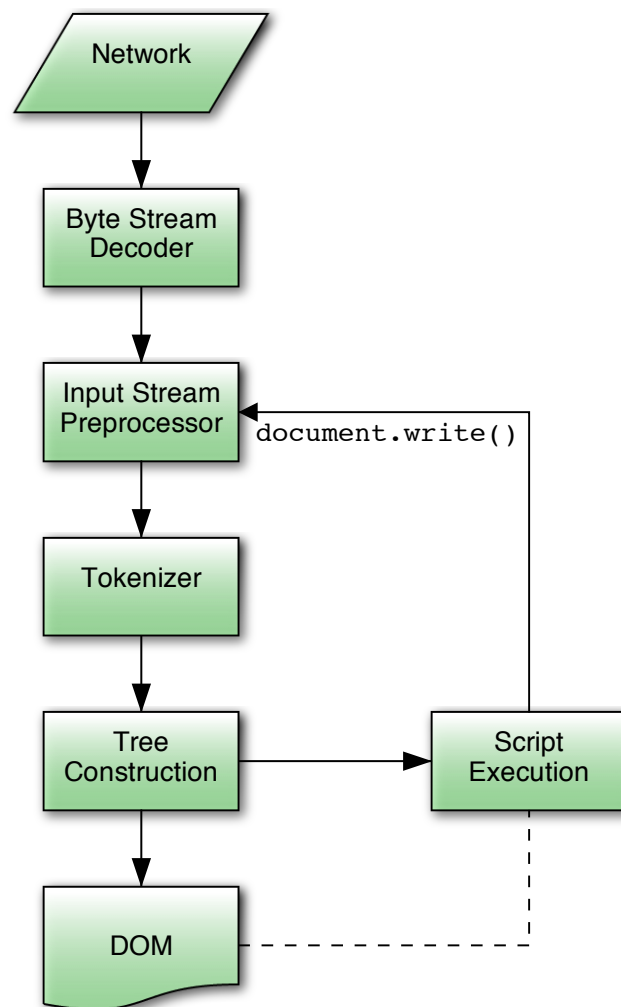 Network
Byte Stream
Decoder
Input Stream
Preprocessor
document.write()
Tokenizer
Tree
Construction
Script
Execution
DOM